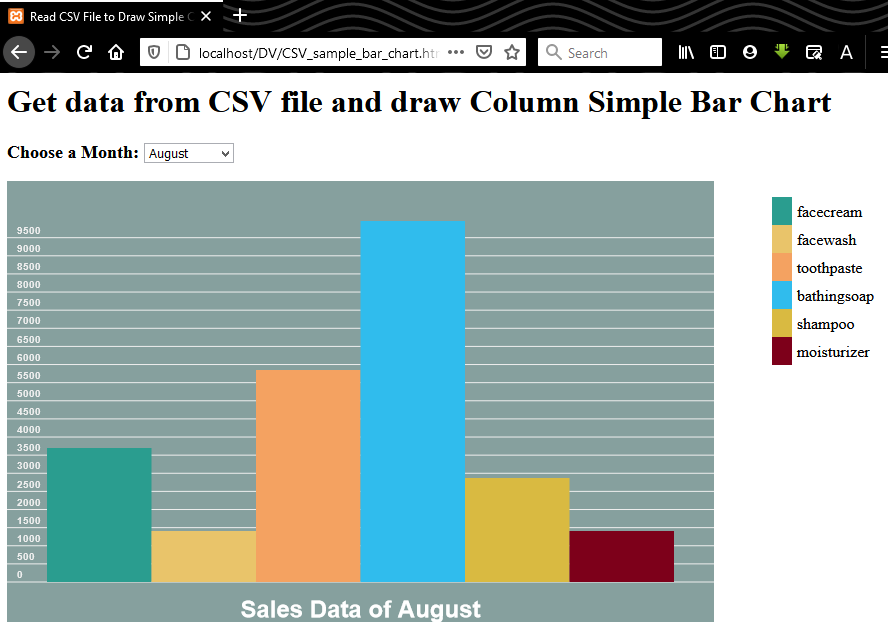 Read CSV File to Draw Simple C
localhost/DV/CSV_sample_bar_chart.htm
Search
A
Get data from CSV file and draw Column Simple Bar Chart
Choose a Month: August
facecream
facewash
toothpaste
bathingsoap
shampoo
moisturizer
9500
9000
8500
8000
7500
7000
6500
6000
5500
5000
4500
4000
3500
3000
2500
2000
1500
1000
500
0
Sales Data of August